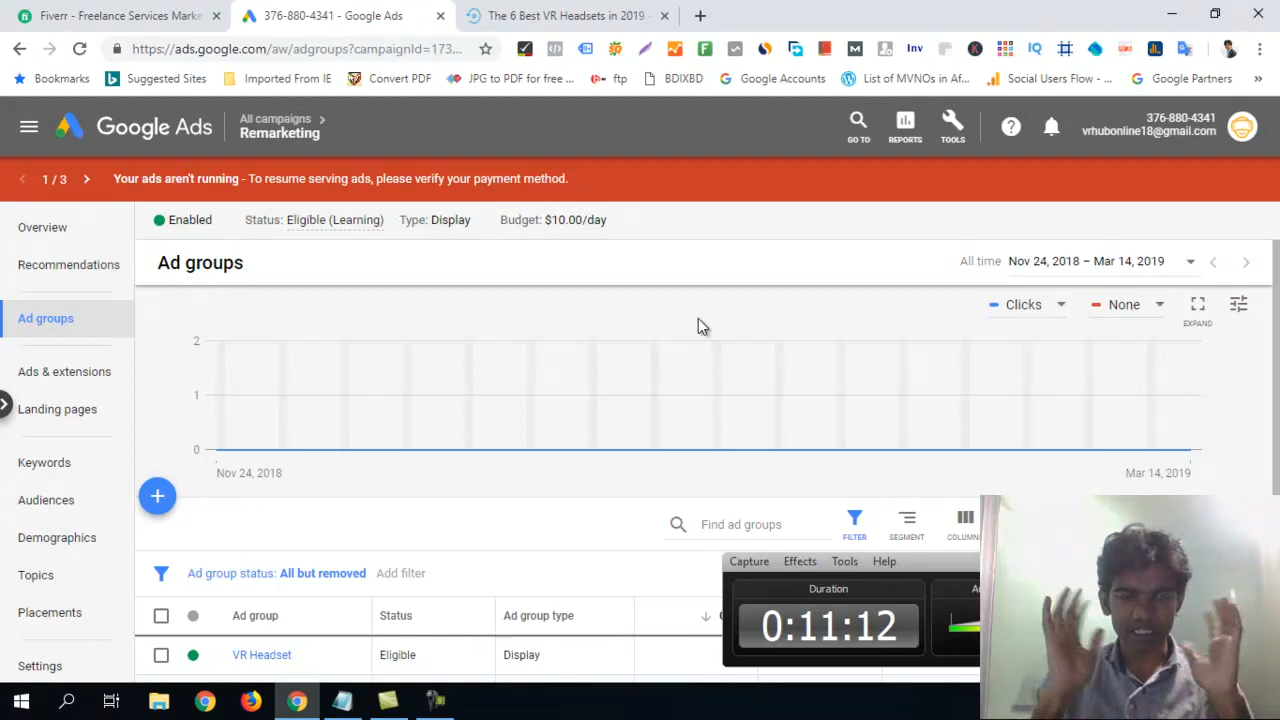 Fiverr - Freelance Services Marke
376-880-4341 - Google Ads
The 6 Best VR Headsets in 2019 -
https://ads.google.com/aw/adgroups?campaignId=173...
Inv
M
K
IQ
Bookmarks
Suggested Sites
Imported From IE
Convert PDF
JPG to PDF for free ...
ftp
BDIXBD
Google Accounts
List of MVNOs in Af...
Social Users Flow - ...
Google Partners
»
Google Ads
All campaigns
Remarketing
GO TO
REPORTS
TOOLS
376-880-4341
vrhubonline18@gmail.com
1 / 3
Your ads aren't running - To resume serving ads, please verify your payment method.
Enabled
Status: Eligible (Learning)
Type: Display
Budget: $10.00/day
Overview
Recommendations
Ad groups
Ads & extensions
Landing pages
Keywords
Audiences
Demographics
Topics
Placements
Settings
Ad groups
All time
Nov 24, 2018 – Mar 14, 2019
Clicks
None
EXPAND
2
1
0
Nov 24, 2018
Mar 14, 2019
Find ad groups
FILTER
SEGMENT
COLUMN
Ad group status: All but removed
Add filter
Ad group
Status
Ad group type
VR Headset
Eligible
Display
Capture
Effects
Tools
Help
Duration
0:11:12